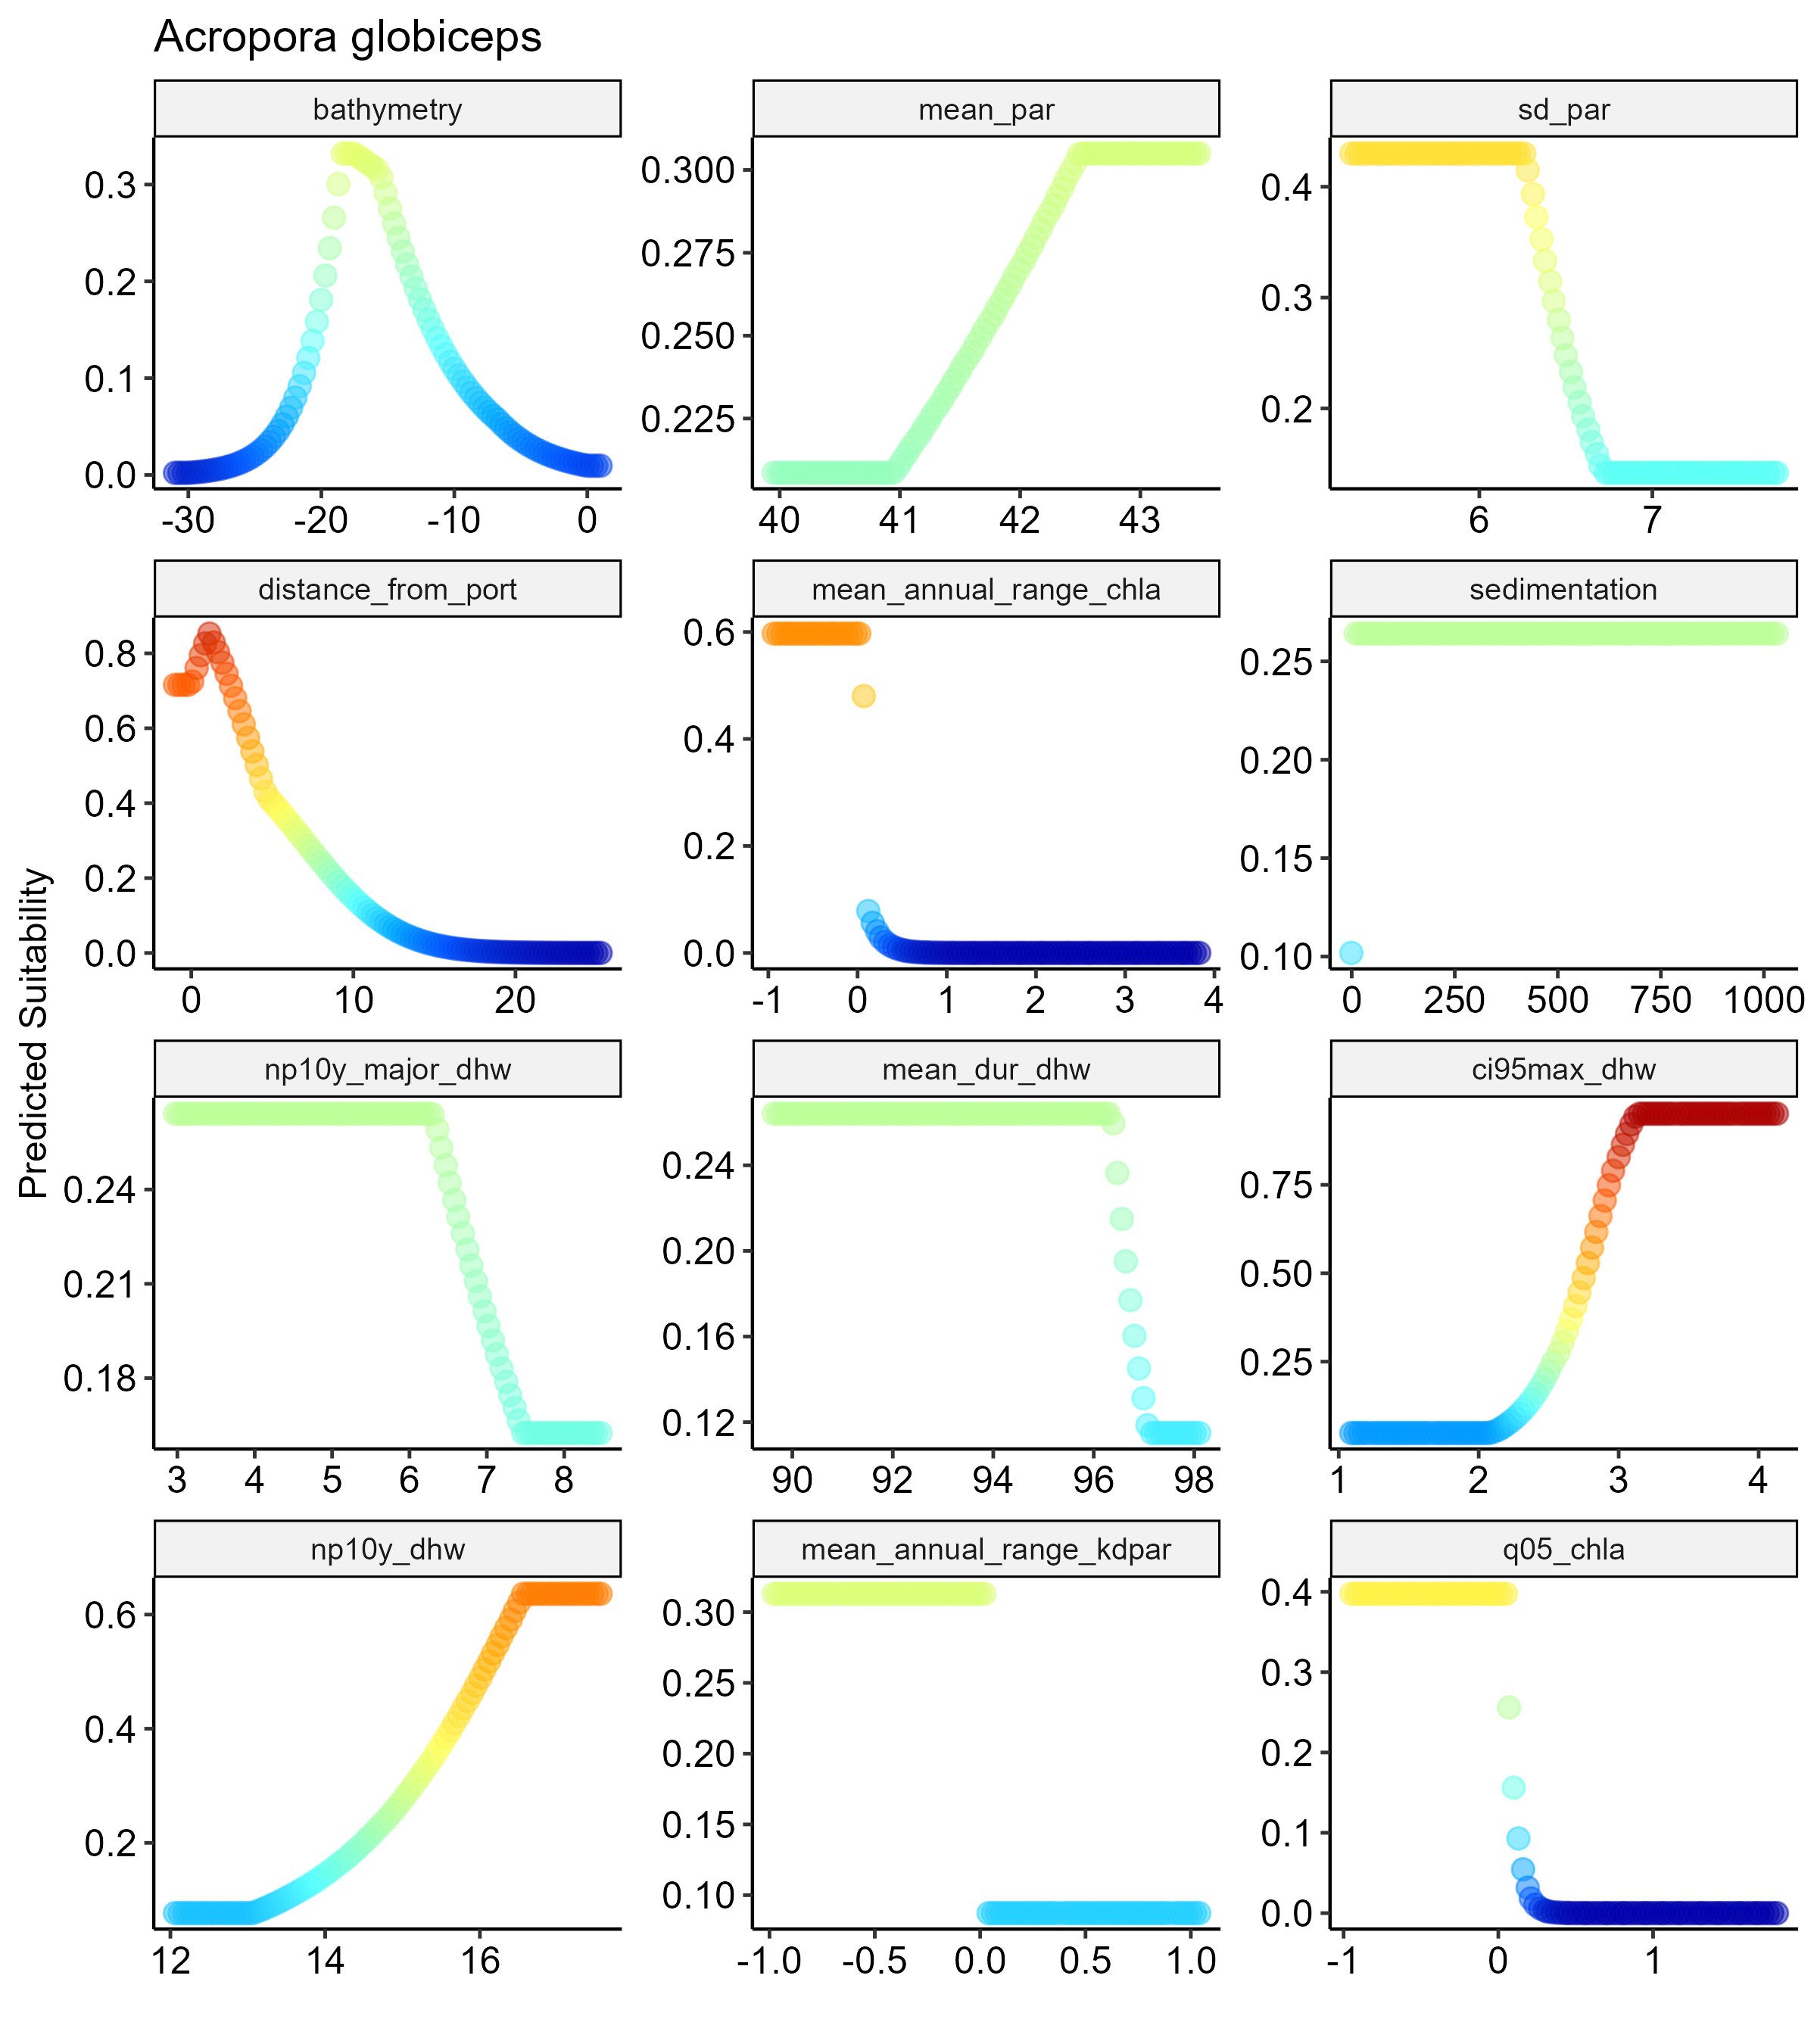 Acropora globiceps
bathymetry
mean_par
sd_par
0.3
0.2
0.1
0.0
-30 -20 -10 0
0.300
0.275
0.250
0.225
40 41 42 43
0.4
0.3
0.2
6 7
distance_from_port
mean_annual_range_chla
sedimentation
0.8
0.6
0.4
0.2
0.0
0 10 20
0.6
0.4
0.2
0.0
-1 0 1 2 3 4
0.25
0.20
0.15
0.10
0 250 500 750 1000
Predicted Suitability
np10y_major_dhw
mean_dur_dhw
ci95max_dhw
0.24
0.21
0.18
3 4 5 6 7 8
0.24
0.20
0.16
0.12
90 92 94 96 98
0.75
0.50
0.25
1 2 3 4
np10y_dhw
mean_annual_range_kdpar
q05_chla
0.6
0.4
0.2
12 14 16
0.30
0.25
0.20
0.15
0.10
-1.0 -0.5 0.0 0.5 1.0
0.4
0.3
0.2
0.1
0.0
-1 0 1